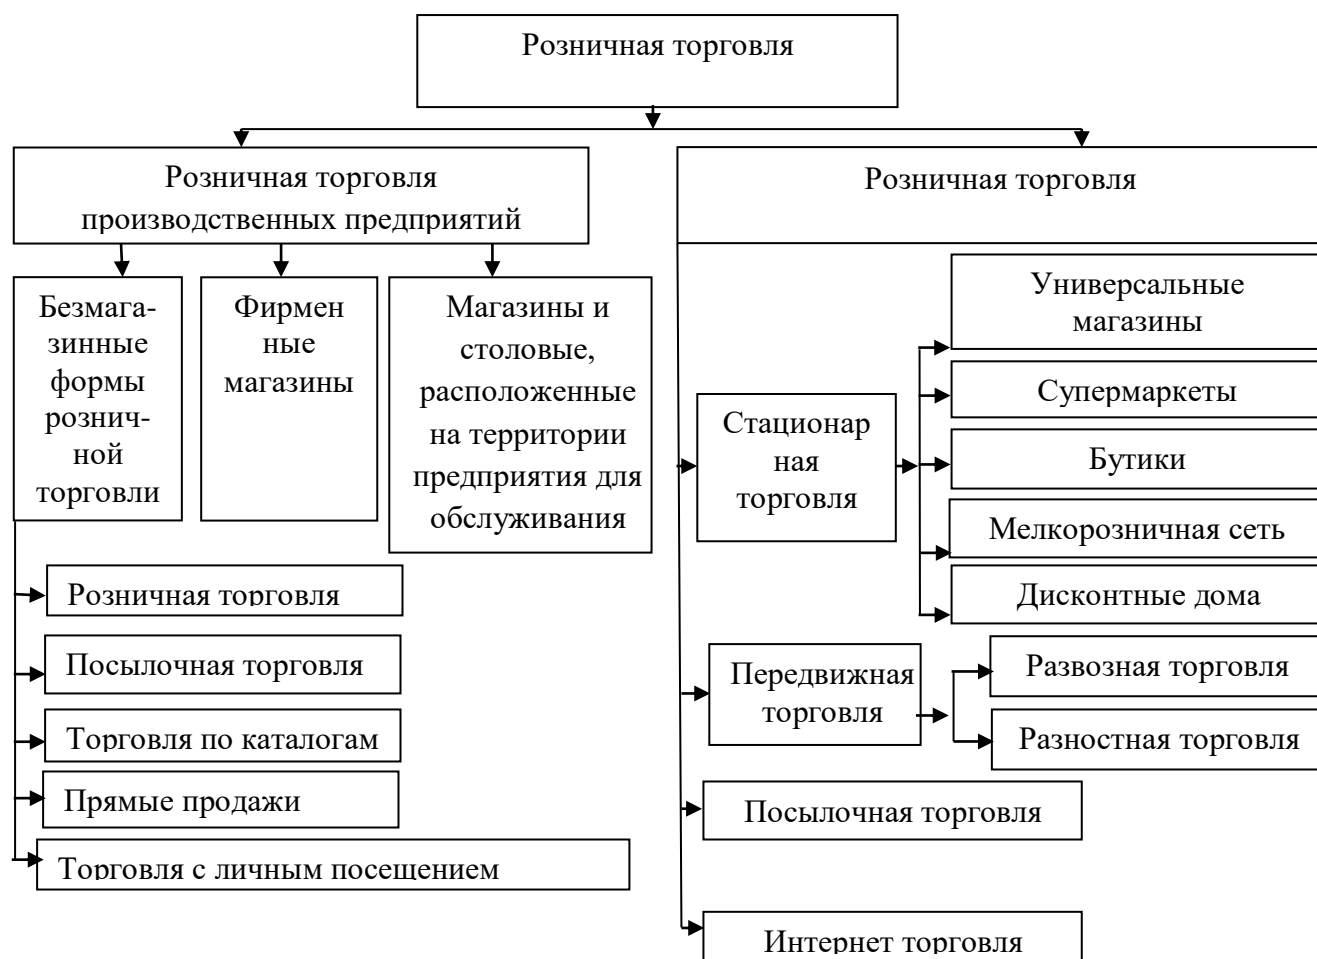 Розничная торговля
Розничная торговля
производственных предприятий
Розничная торговля
Безмага-
зинные
формы
рознич-
ной
торговли
Фирмен
ные
магазины
Магазины и
столовые,
расположенные
на территории
предприятия для
обслуживания
Розничная торговля
Посылочная торговля
Торговля по каталогам
Прямые продажи
Торговля с личным посещением
Стационар
ная
торговля
Универсальные
магазины
Супермаркеты
Бутики
Мелкорозничная сеть
Дисконтные дома
Передвижная
торговля
Развозная торговля
Разностная торговля
Посылочная торговля
Интернет торговля